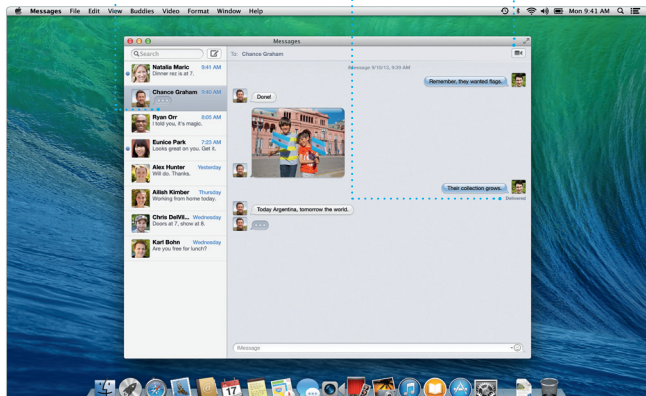 Messages File Edit View Buddies Video Format Window Help
Mon 9:41 AM
Messages
Search
To: Chance Graham
Natalia Maric 9:41 AM
Dinner rez is at 7.
Chance Graham 9:40 AM
Ryan Orr 8:05 AM
I told you, it's magic.
Eunice Park 7:23 AM
Looks great on you. Get it.
Alex Hunter Yesterday
Will do. Thanks.
Ailish Kimber Thursday
Working from home today.
Chris DelVil... Wednesday
Doors at 7, show at 8.
Karl Bohn Wednesday
Are you free for lunch?
Remember, they wanted flags.
Done!
Their collection grows.
Delivered
Today Argentina, tomorrow the world.
iMessage
17